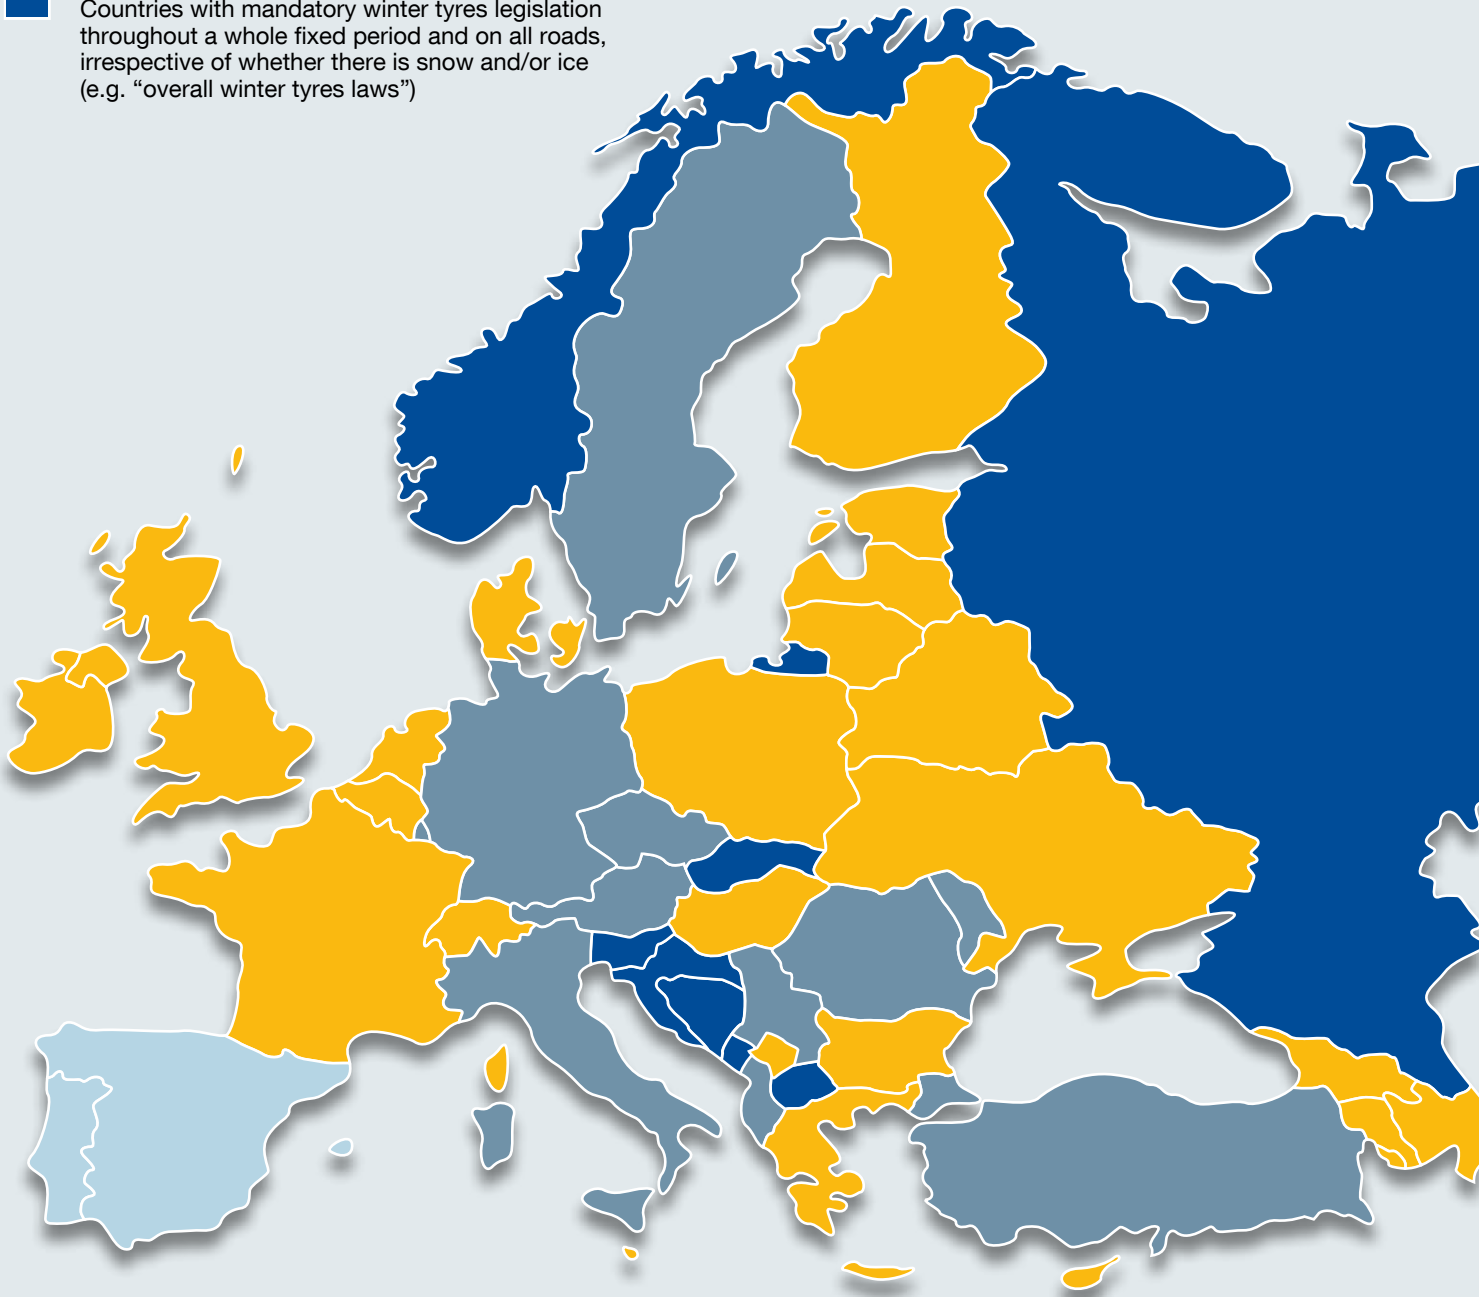 Countries with mandatory winter tyres legislation
throughout a whole fixed period and on all roads,
irrespective of whether there is snow and/or ice
(e.g. “overall winter tyres laws”)